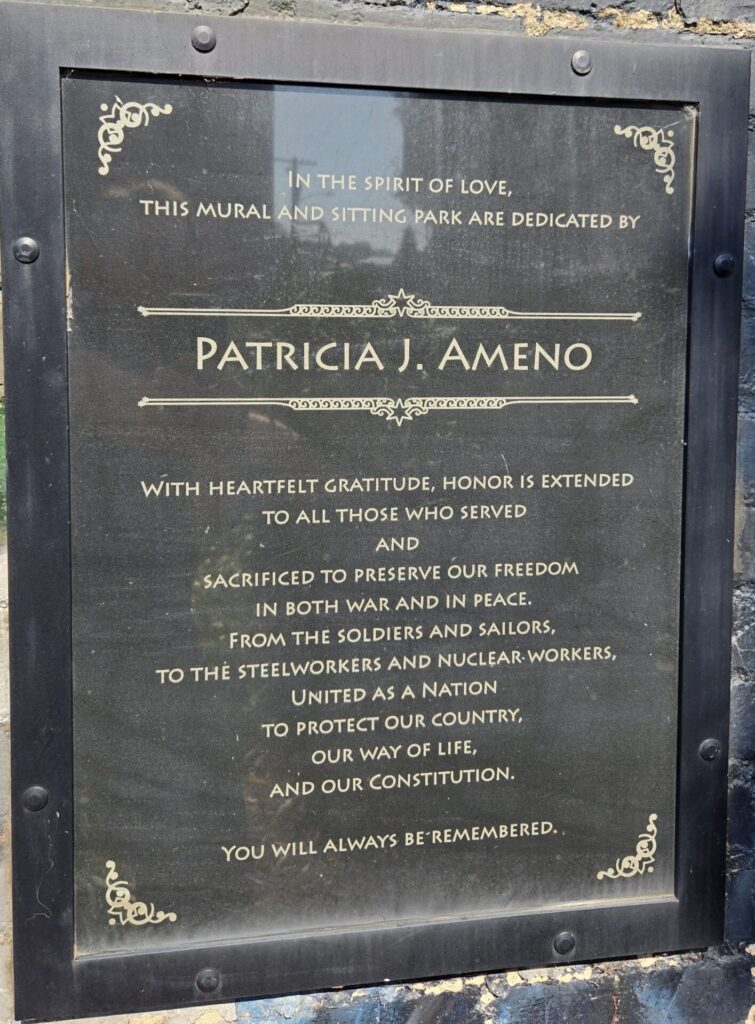 In the spirit of love,
this mural and sitting park are dedicated by
Patricia J. Ameno
With heartfelt gratitude, honor is extended
to all those who served
and
sacrificed to preserve our freedom
in both war and in peace.
From the soldiers and sailors,
to the steelworkers and nuclear workers,
United as a Nation
to protect our country,
our way of life,
and our Constitution.
You will always be remembered.